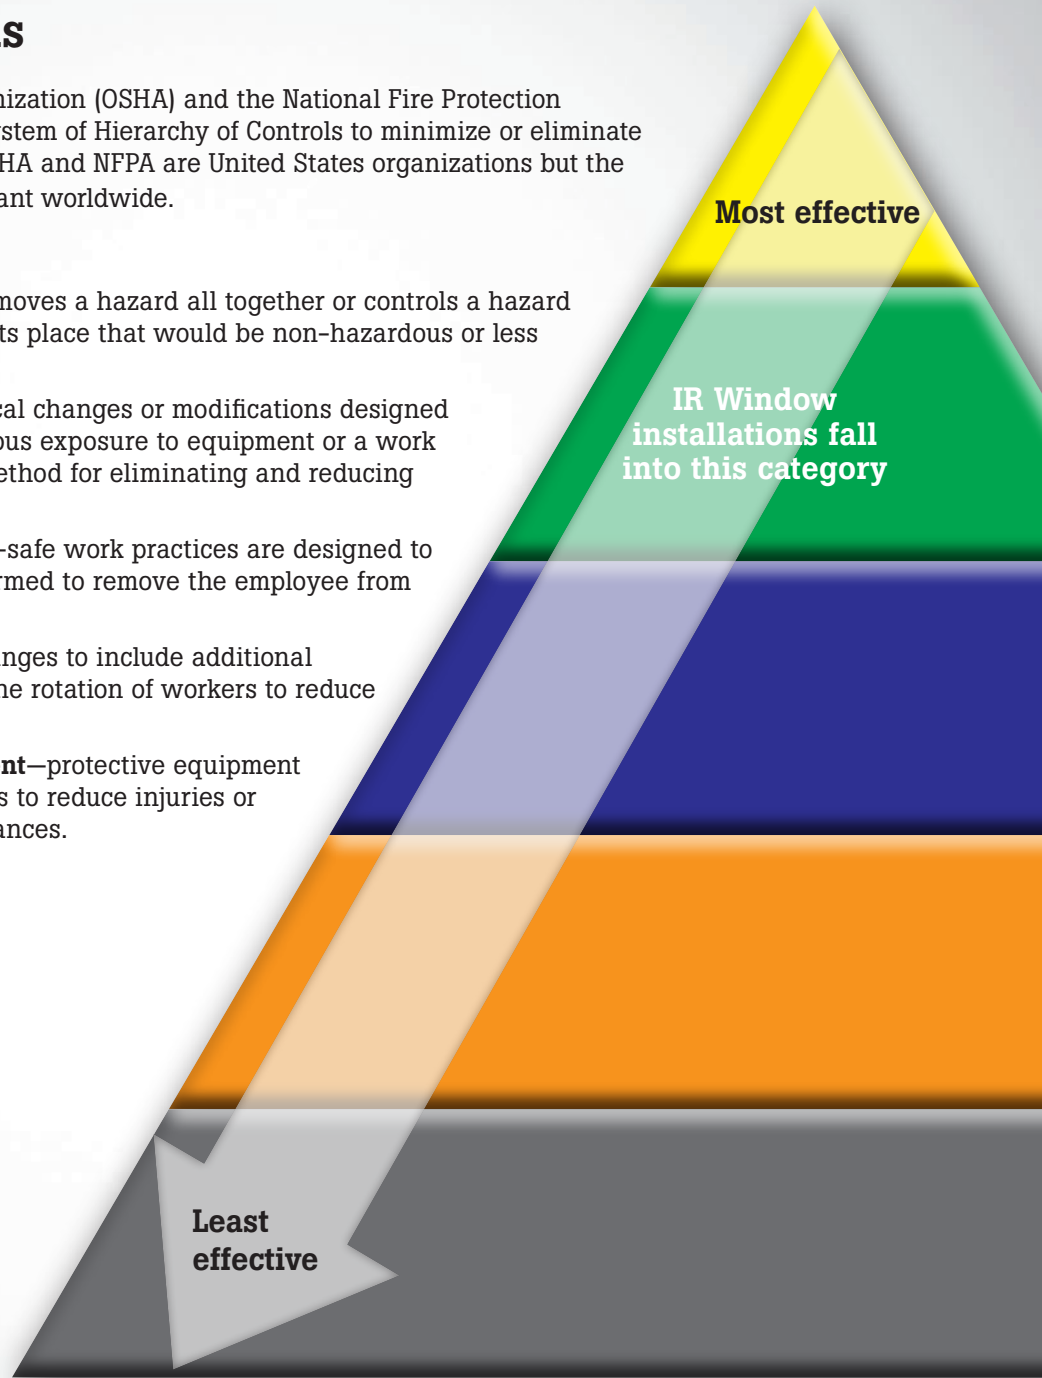 s
nization (OSHA) and the National Fire Protection
ystem of Hierarchy of Controls to minimize or eliminate
HA and NFPA are United States organizations but the
ant worldwide.
moves a hazard all together or controls a hazard
ts place that would be non-hazardous or less
cal changes or modifications designed
ous exposure to equipment or a work
ethod for eliminating and reducing
-safe work practices are designed to
rmed to remove the employee from
nges to include additional
he rotation of workers to reduce
nt—protective equipment
s to reduce injuries or
ances.
Most effective
IR Window
installations fall
into this category
Least
effective